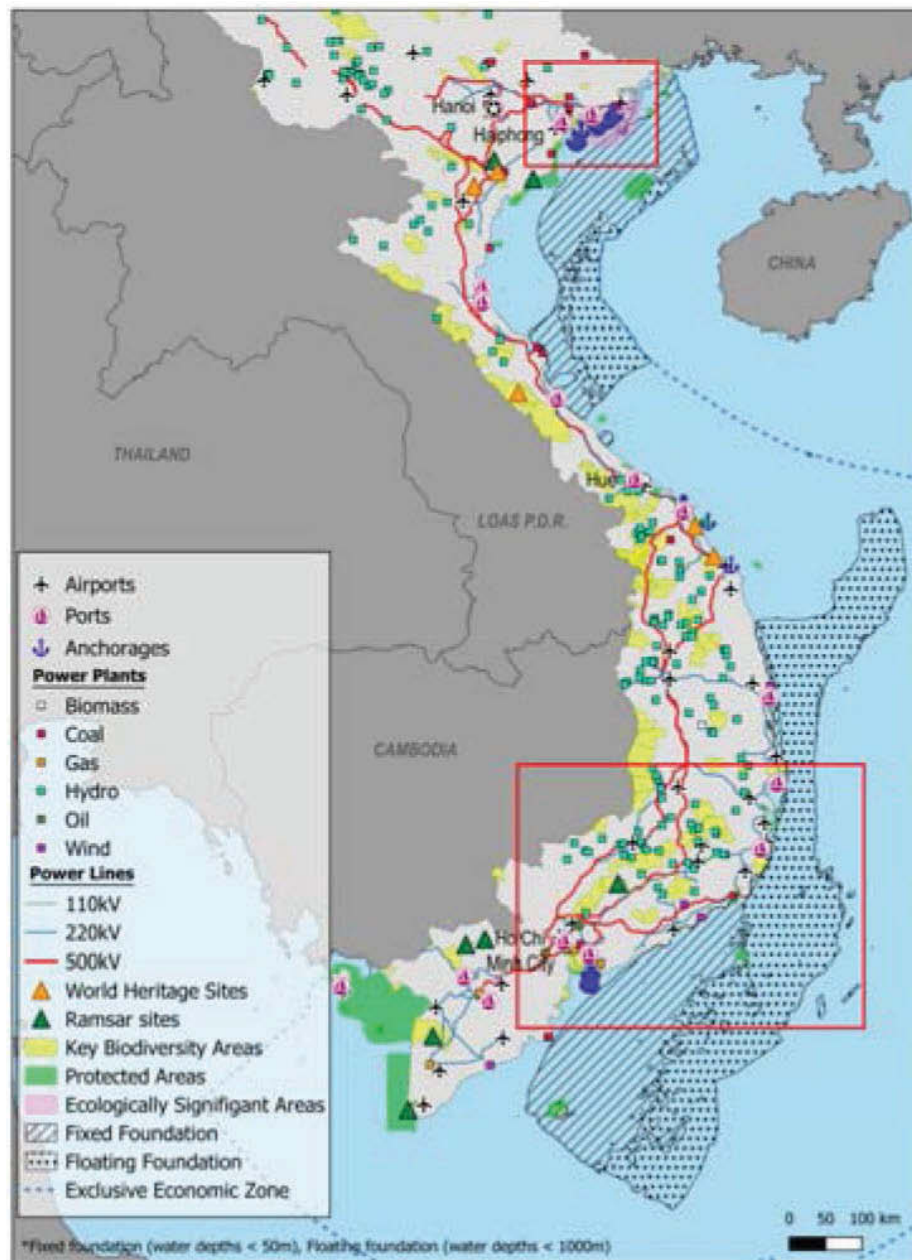 Hanoi
Haiphong
CHINA
THAILAND
Hue
LOAS P.D.R.
CAMBODIA
Ho Chi
Minh City
Airports
Ports
Anchorages
Power Plants
Biomass
Coal
Gas
Hydro
Oil
Wind
Power Lines
110kV
220kV
500kV
World Heritage Sites
Ramsar sites
Key Biodiversity Areas
Protected Areas
Ecologically Signifigant Areas
Fixed Foundation
Floating Foundation
Exclusive Economic Zone
0 50 100 km
*Fixed foundation (water depths < 50m), Floating foundation (water depths < 1000m)